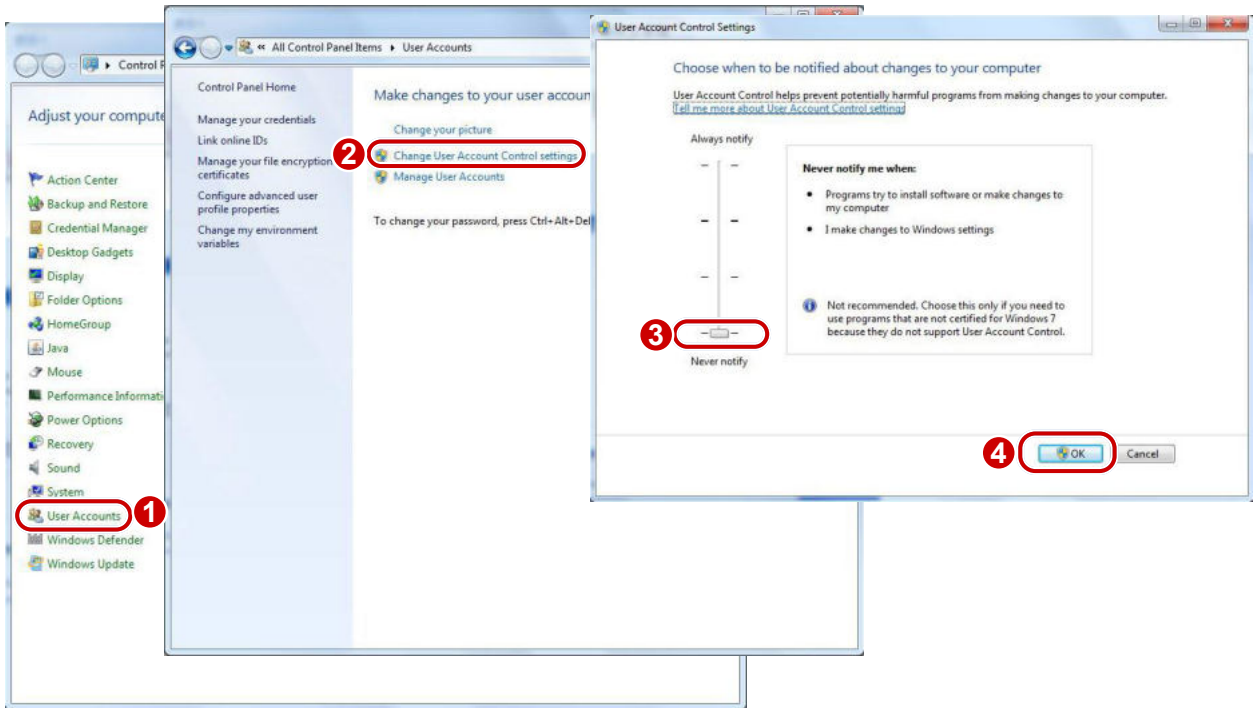 Control P
Adjust your compute
Action Center
Backup and Restore
Credential Manager
Desktop Gadgets
Display
Folder Options
HomeGroup
Java
Mouse
Performance Informati
Power Options
Recovery
Sound
System
User Accounts
1
Windows Defender
Windows Update
« All Control Panel Items ▸ User Accounts
Control Panel Home
Manage your credentials
Link online IDs
Manage your file encryption
certificates
Configure advanced user
profile properties
Change my environment
variables
Make changes to your user accoun
Change your picture
2
Change User Account Control settings
Manage User Accounts
To change your password, press Ctrl+Alt+Del
User Account Control Settings
Choose when to be notified about changes to your computer
User Account Control helps prevent potentially harmful programs from making changes to your computer.
Tell me more about User Account Control settings
Always notify
3
Never notify
Never notify me when:
• Programs try to install software or make changes to
my computer
• I make changes to Windows settings
Not recommended. Choose this only if you need to
use programs that are not certified for Windows 7
because they do not support User Account Control.
4
OK
Cancel